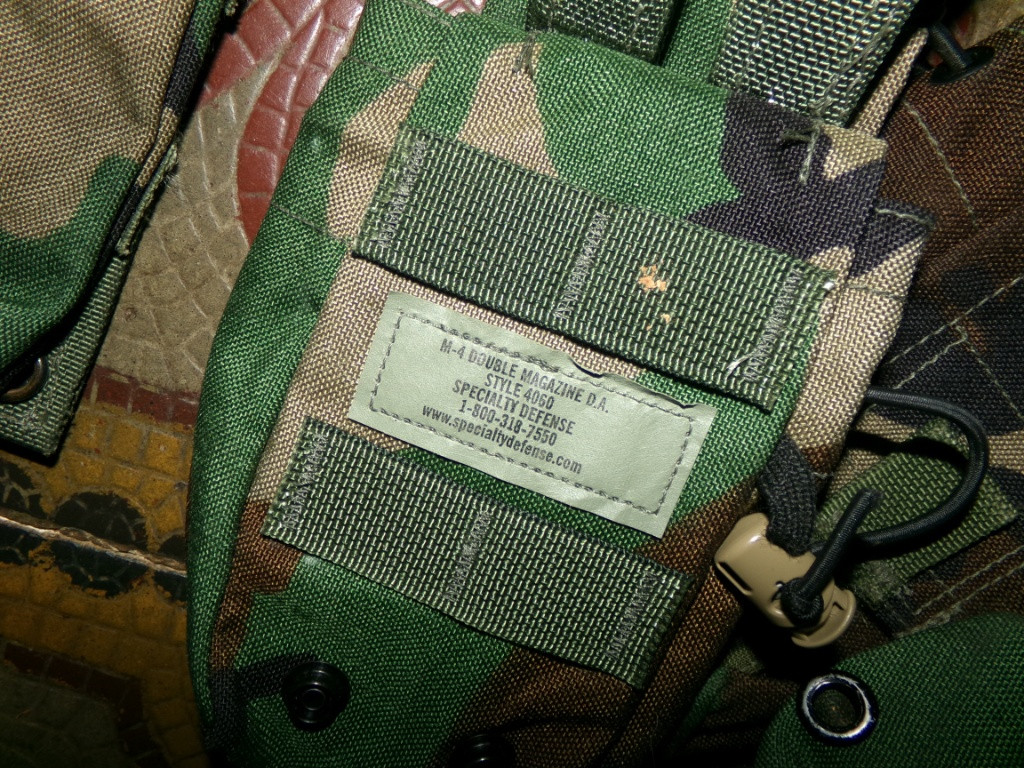 M-4 DOUBLE MAGAZINE D.A.
STYLE 4060
SPECIALTY DEFENSE
1-800-318-7550
www.specialtydefense.com